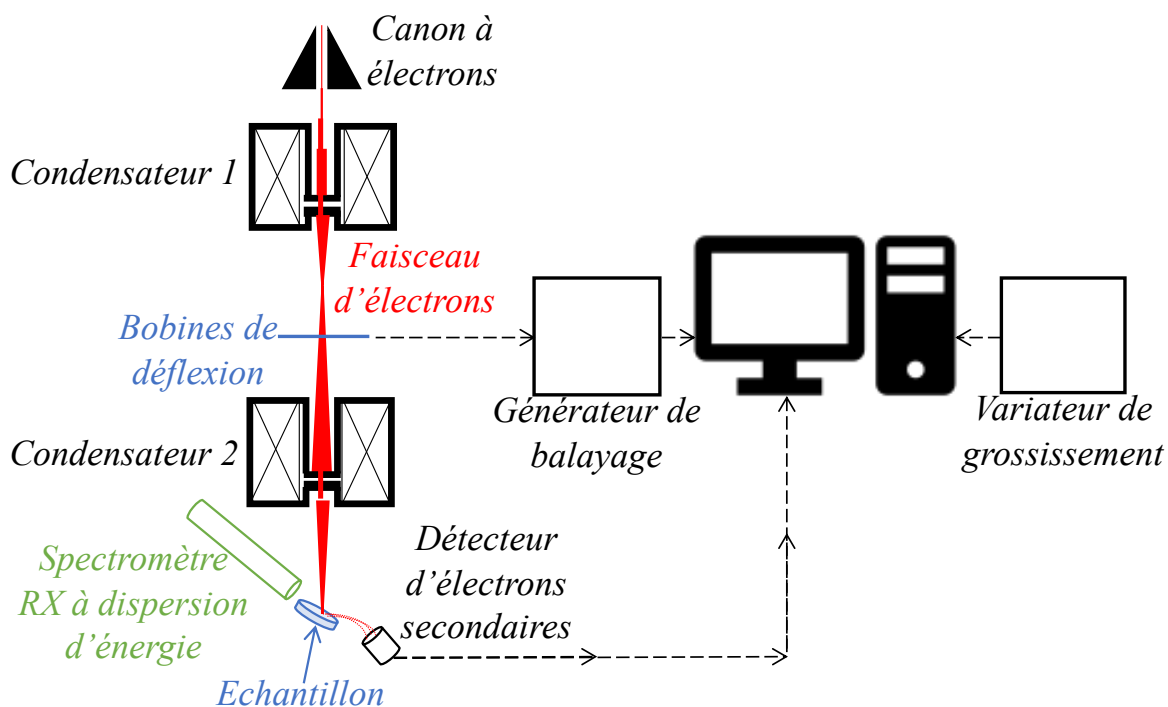 Canon à
électrons
Condensateur 1
Faisceau
d’électrons
Bobines de
déflexion
Générateur de
balayage
Variateur de
grossissement
Condensateur 2
Spectromètre
RX à dispersion
d’énergie
Détecteur
d’électrons
secondaires
Echantillon